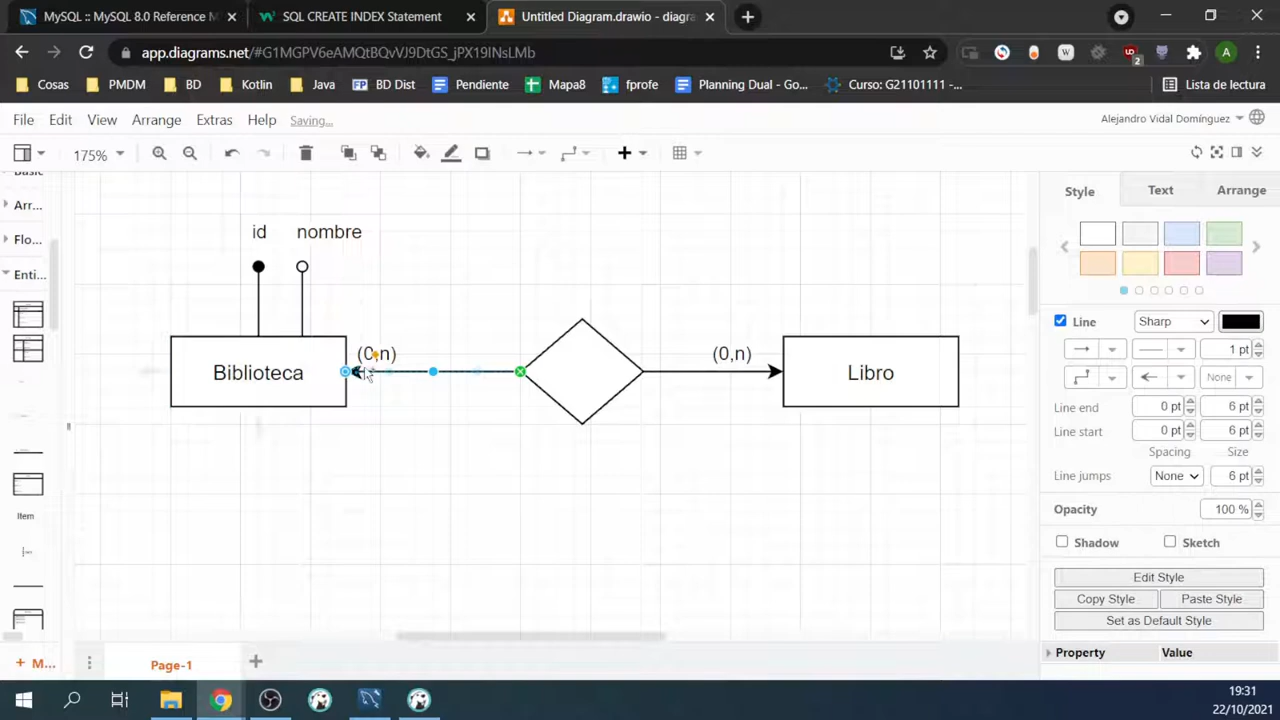 MySQL :: MySQL 8.0 Reference M
SQL CREATE INDEX Statement
Untitled Diagram.drawio - diagra
app.diagrams.net/#G1MGPV6eAMQtBQvVJ9DtGS_jPX19lNsLMb
2
A
Cosas
PMDM
BD
Kotlin
Java
FP BD Dist
Pendiente
Mapa8
fprofe
Planning Dual - Go...
Curso: G21101111 -...
Lista de lectura
File Edit View Arrange Extras Help Saving...
Alejandro Vidal Domínguez
175%
Arr...
Flo...
Enti...
Item
M...
id nombre
Biblioteca
(0,n)
(0,n)
Libro
Style Text Arrange
Line
Sharp
1 pt
None
Line end 0 pt 6 pt
Line start 0 pt 6 pt
Spacing Size
Line jumps None 6 pt
Opacity 100 %
Shadow Sketch
Edit Style
Copy Style Paste Style
Set as Default Style
Property Value
Page-1
19:31
22/10/2021